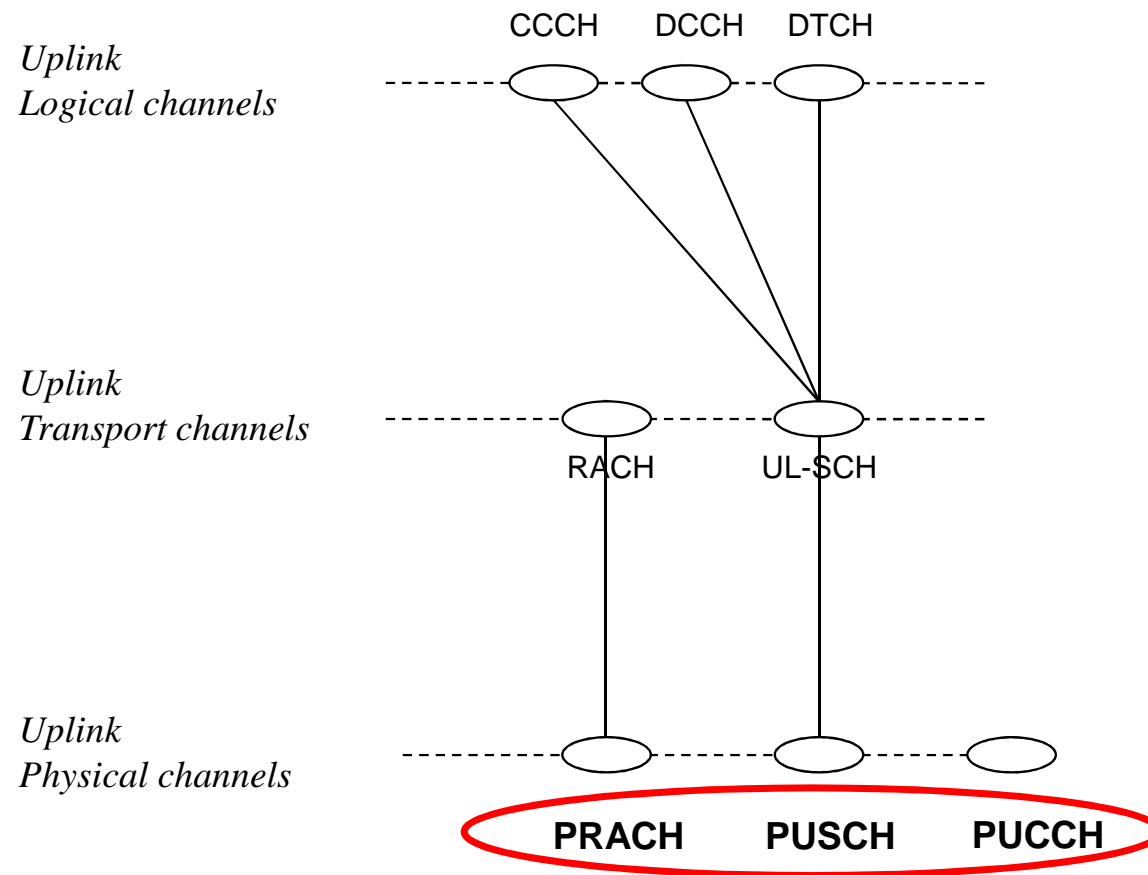 CCCH DCCH DTCH
Uplink
Logical channels
Uplink
Transport channels
RACH UL-SCH
Uplink
Physical channels
PRACH PUSCH PUCCH